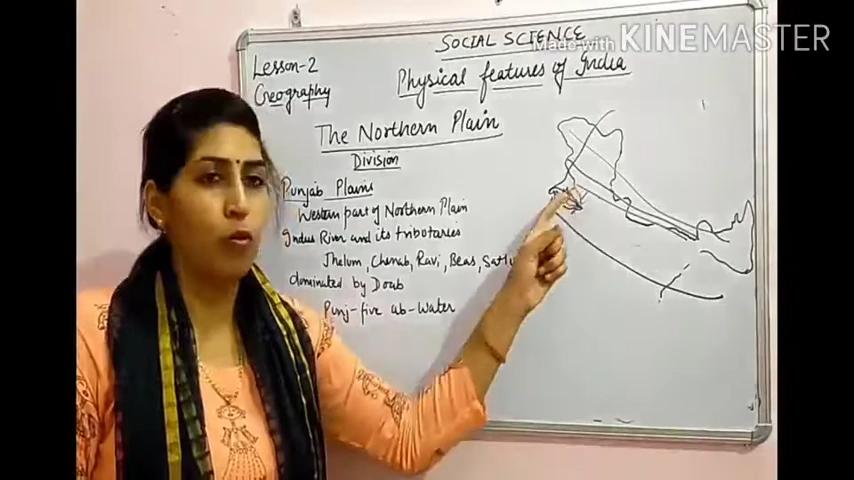 Made with KINEMASTER
SOCIAL SCIENCE
Lesson-2
Geography
Physical features of India
The Northern Plain
Division
Punjab Plains
Western part of Northern Plain
Indus River and its tributaries
Jhelum, Chenab, Ravi, Beas,
dominated by Doab
Punj-five ab-Water